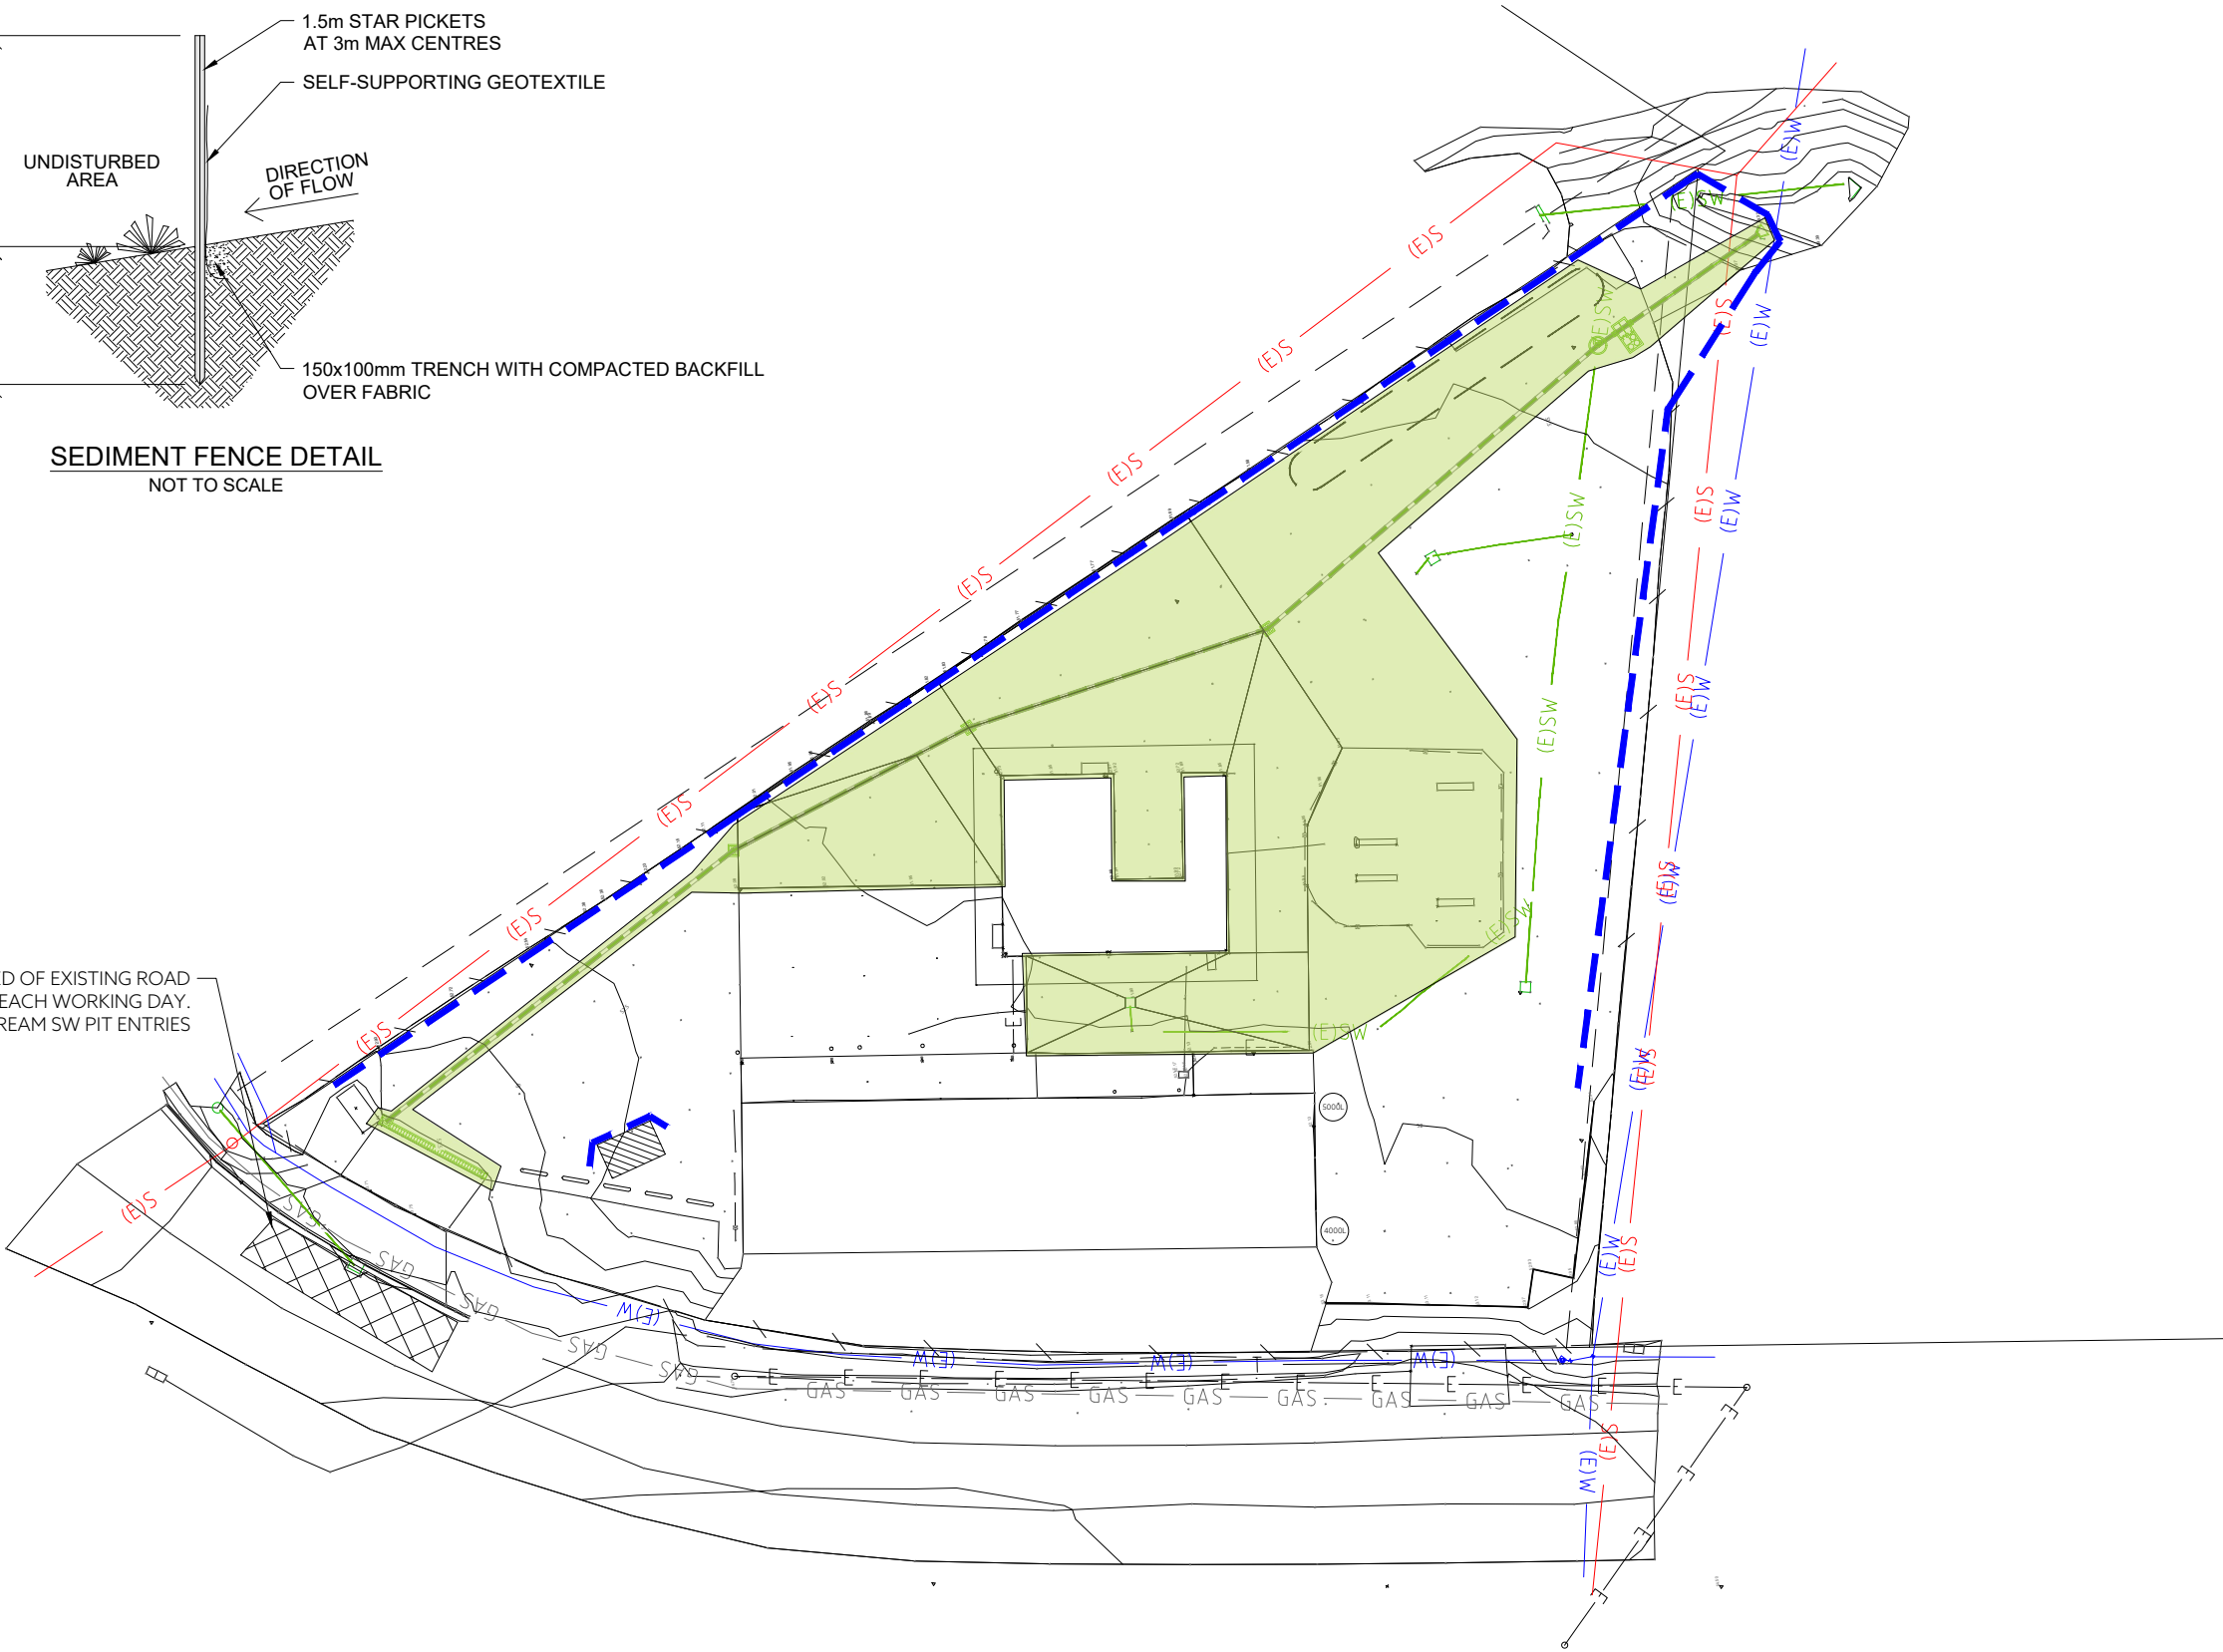 1.5m STAR PICKETS
AT 3m MAX CENTRES
SELF-SUPPORTING GEOTEXTILE
UNDISTURBED
AREA
DIRECTION
OF FLOW
150x100mm TRENCH WITH COMPACTED BACKFILL
OVER FABRIC
SEDIMENT FENCE DETAIL
NOT TO SCALE
(E)W
(E)SW
(E)S
(E)S
(E)SW
(E)S
(E)W
(E)S
(E)S
(E)S
(E)W
(E)SW
(E)S
(E)S
(E)S
(E)W
(E)SW
(E)S
(E)S
(E)W
(E)S
(E)SW
OF EXISTING ROAD
EACH WORKING DAY.
SW PIT ENTRIES
(E)S
(E)SW
E
E
(E)W
(E)S
5000L
4000L
(E)S
GAS
GAS
GAS
GAS
GAS
(E)W
(E)W
(E)S
(E)W
(E)W
T
(E)W
E
E
E
E
E
E
E
E
E
E
E
E
E
GAS
GAS
GAS
GAS
GAS
GAS
GAS
GAS
GAS
(E)S
(E)W
E
E
E
E